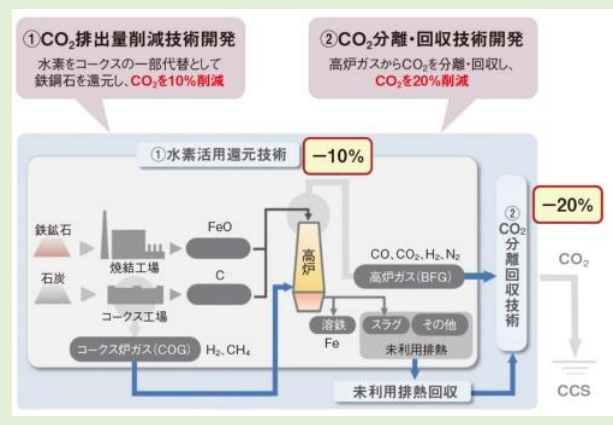 ①CO₂排出量削減技術開発
水素をコークスの一部代替として
鉄鋼石を還元し、CO₂を10%削減
②CO₂分離・回収技術開発
高炉ガスからCO₂を分離・回収し、
CO₂を20%削減
①水素活用還元技術
-10%
-20%
鉄鉱石
焼結工場
FeO
石炭
コークス工場
C
高炉
CO、CO₂、H₂、N₂
高炉ガス(BFG)
②CO₂分離回収技術
CO₂
溶鉄
Fe
スラグ
その他
未利用排熱
コークス炉ガス(COG)
H₂、CH₄
未利用排熱回収
CCS